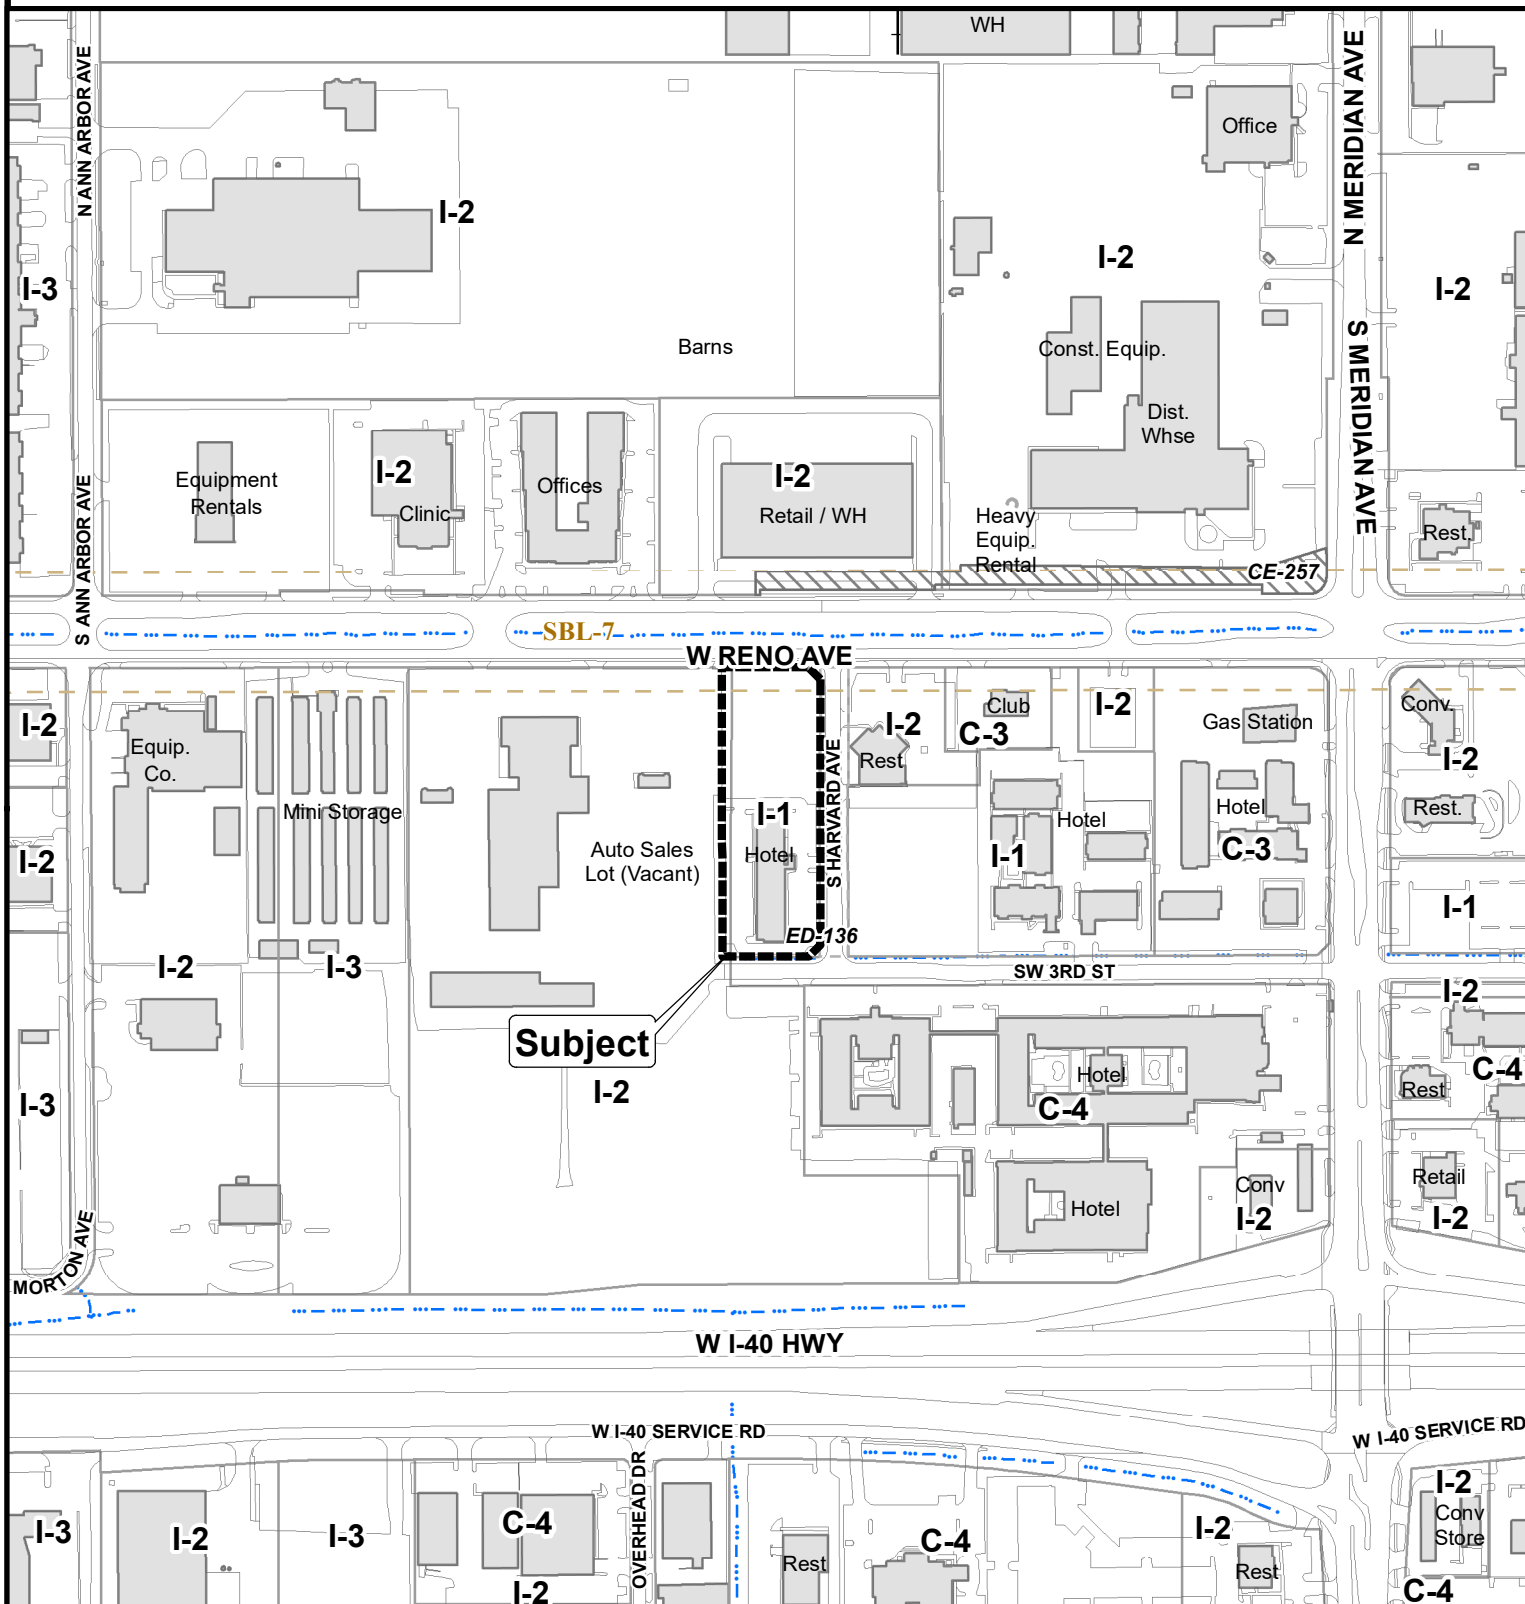 WH
N ANN ARBOR AVE
N MERIDIAN AVE
Office
I-2
I-2
I-3
I-2
Barns
Const. Equip.
S MERIDIAN AVE
Dist.
Whse
S ANN ARBOR AVE
Equipment
Rentals
I-2
Clinic
Offices
I-2
Retail / WH
Heavy
Equip.
Rental
Rest.
CE-257
SBL-7
W RENO AVE
I-2
Equip.
Co.
Mini Storage
Auto Sales
Lot (Vacant)
I-1
Hotel
S HARVARD AVE
ED-136
I-2
Rest
Club
C-3
I-2
Gas Station
Conv.
I-2
Hotel
I-1
Hotel
C-3
Rest.
I-2
I-1
I-2
I-3
SW 3RD ST
Subject
I-2
I-3
Hotel
C-4
I-2
C-4
Rest
Hotel
Conv
I-2
Retail
I-2
MORTON AVE
W I-40 HWY
W I-40 SERVICE RD
W I-40 SERVICE RD
OVERHEAD DR
I-3
I-2
I-3
C-4
I-2
Rest
C-4
I-2
Rest
I-2
Conv
Store
C-4